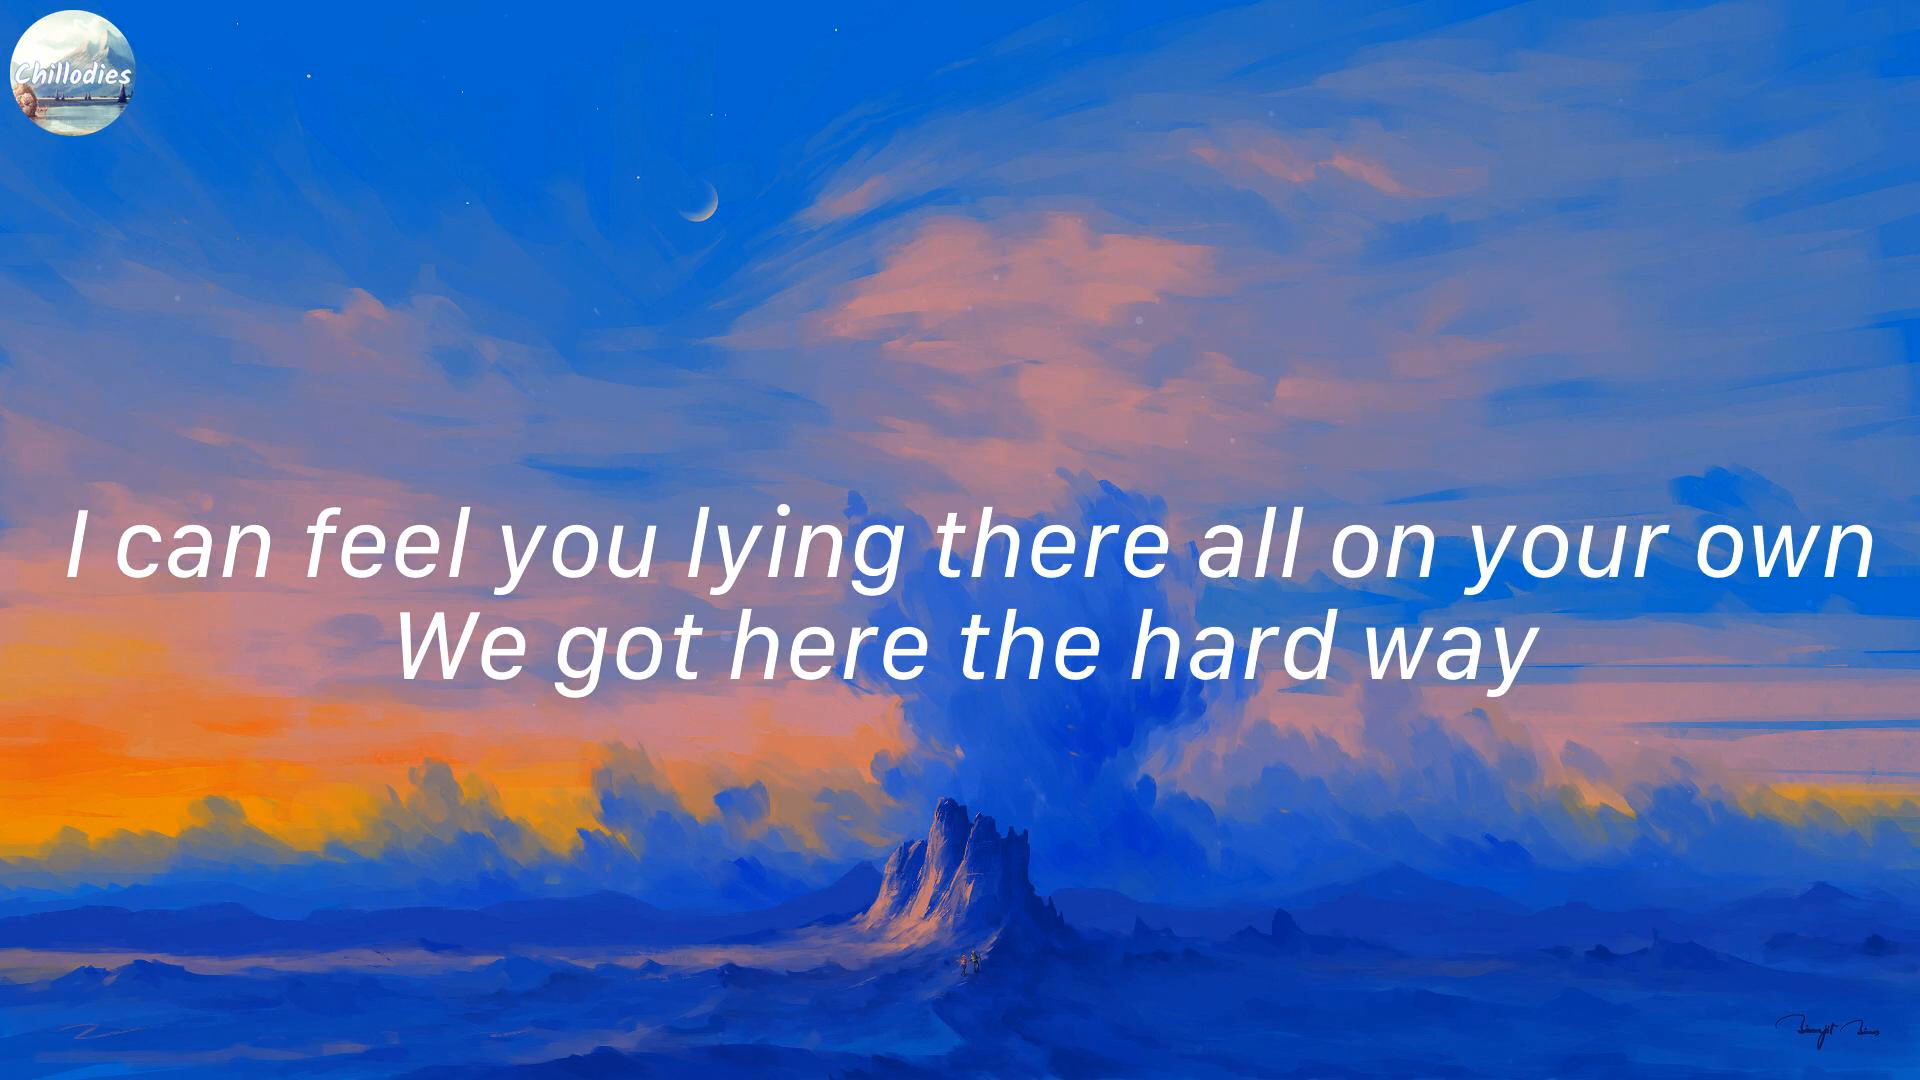 Chillodies
I can feel you lying there all on your own
We got here the hard way